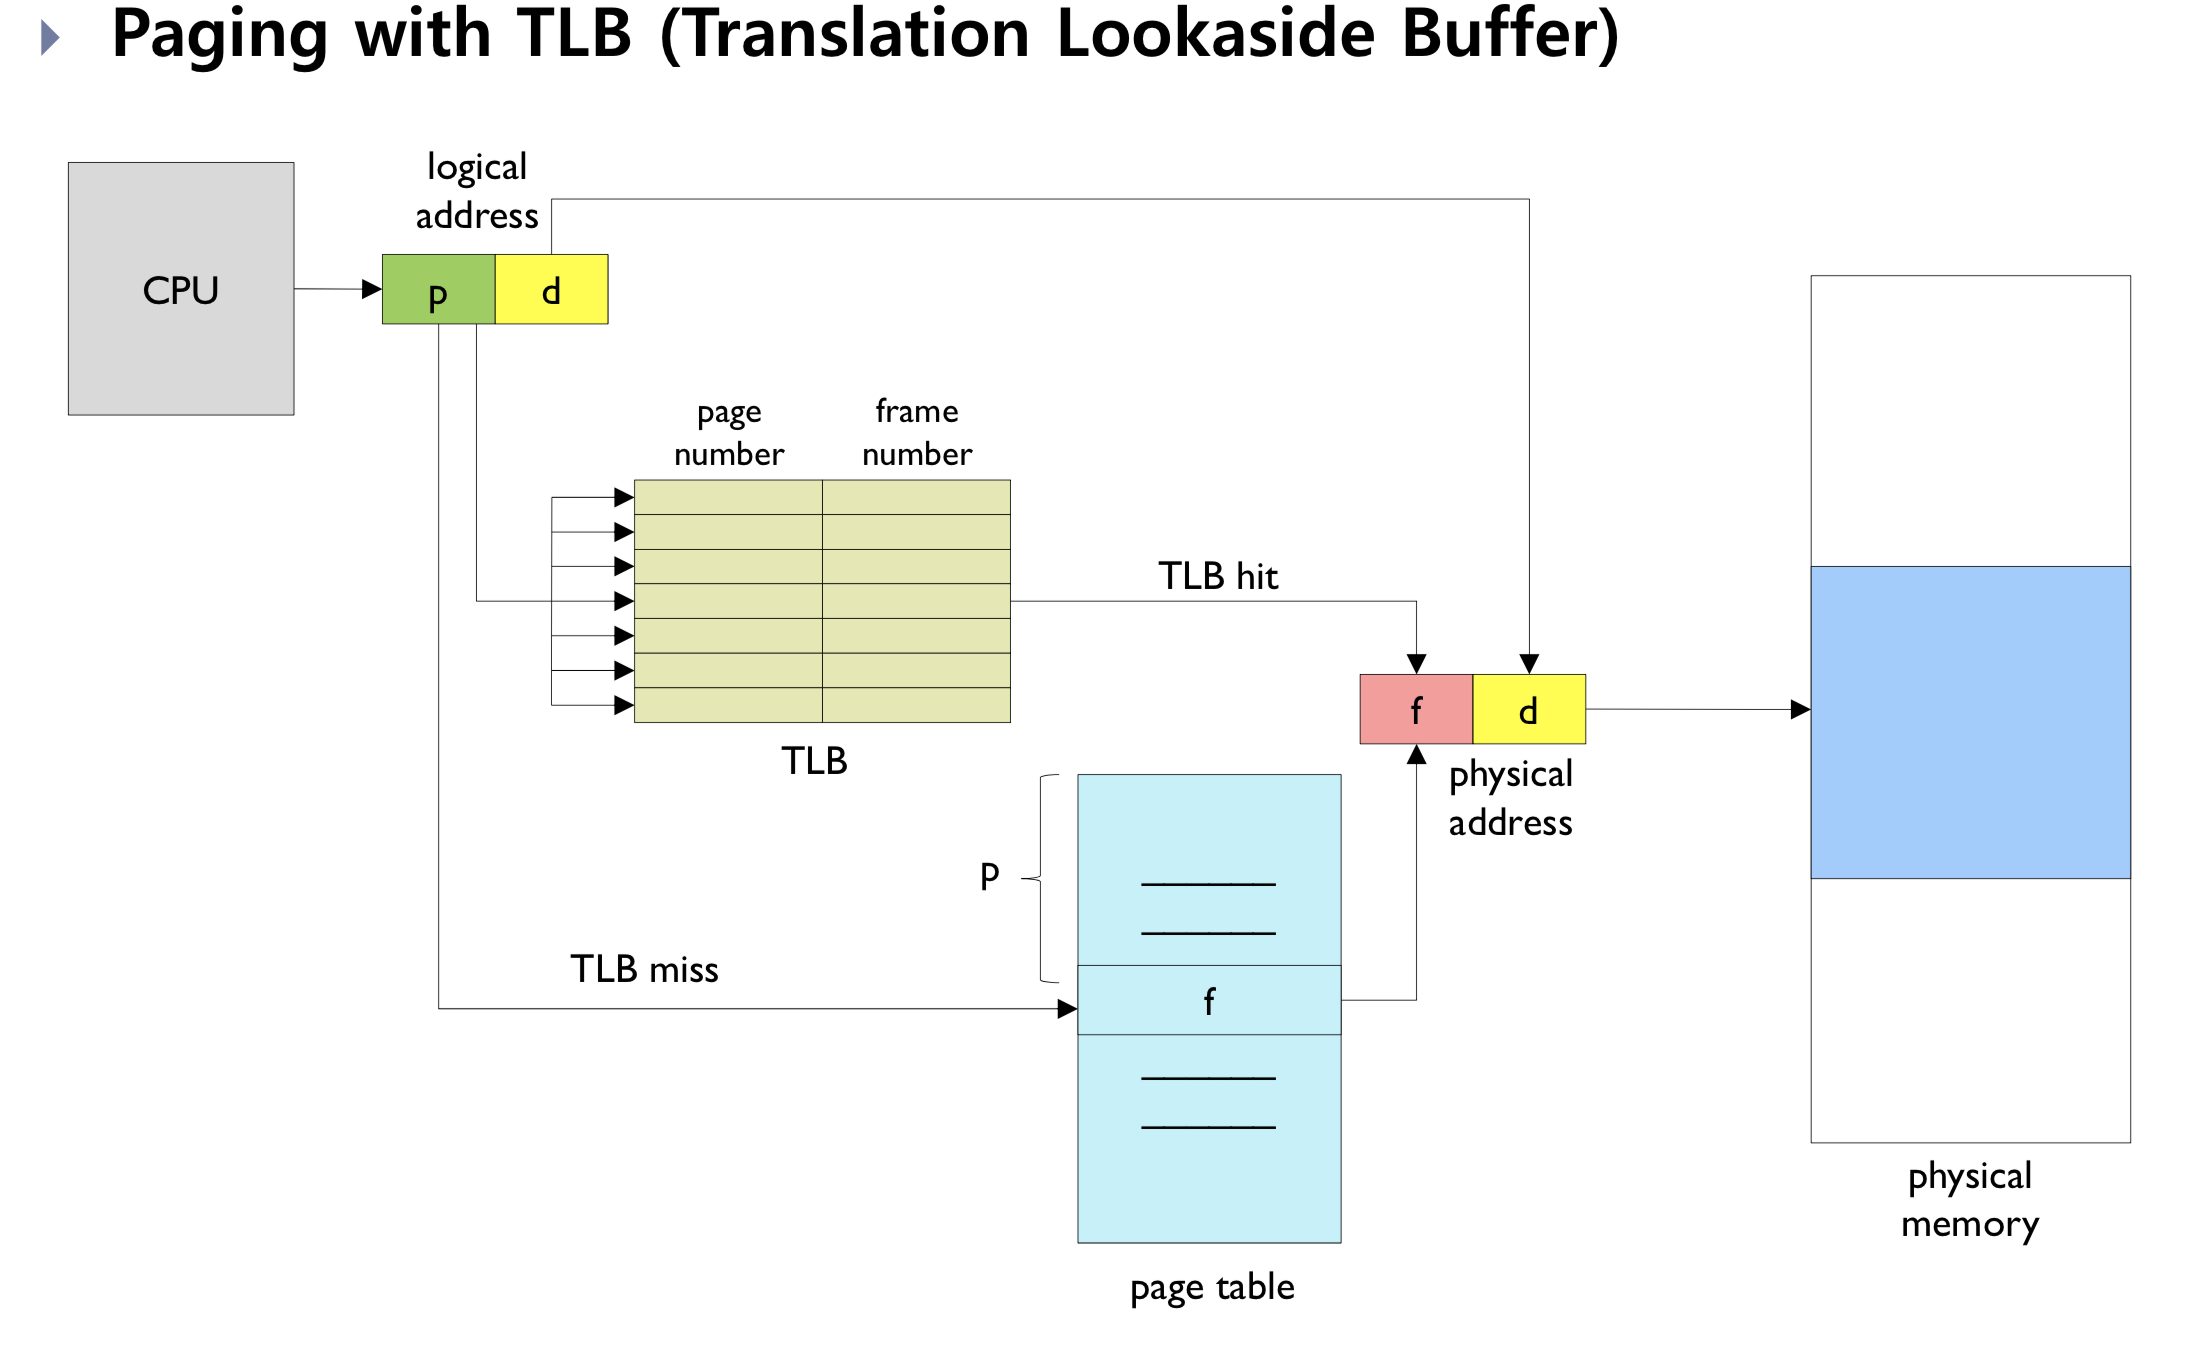 Paging with TLB (Translation Lookaside Buffer)
logical
address
CPU
p
d
page
number
frame
number
TLB hit
TLB
f
d
physical
address
p
TLB miss
f
page table
physical
memory